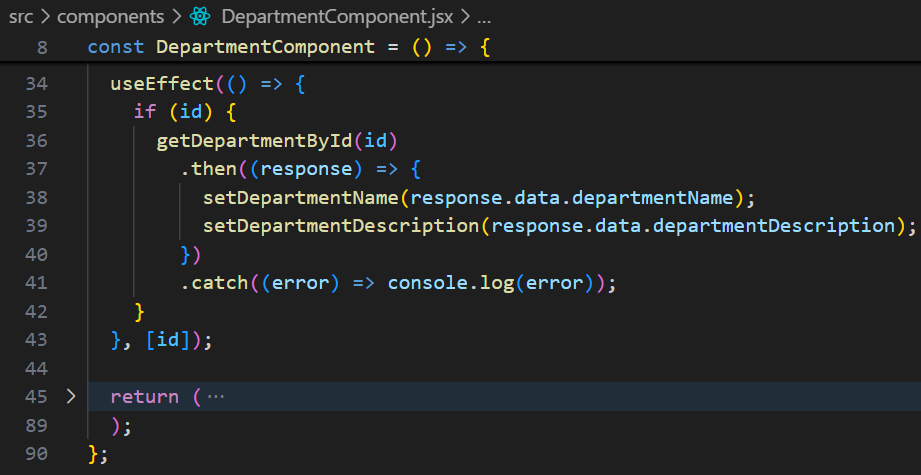 src > components > DepartmentComponent.jsx > ...
8 const DepartmentComponent = () => {
34 useEffect(() => {
35 if (id) {
36 getDepartmentById(id)
37 .then((response) => {
38 setDepartmentName(response.data.departmentName);
39 setDepartmentDescription(response.data.departmentDescription);
40 })
41 .catch((error) => console.log(error));
42 }
43 }, [id]);
44
45 > return (···
89 );
90 };